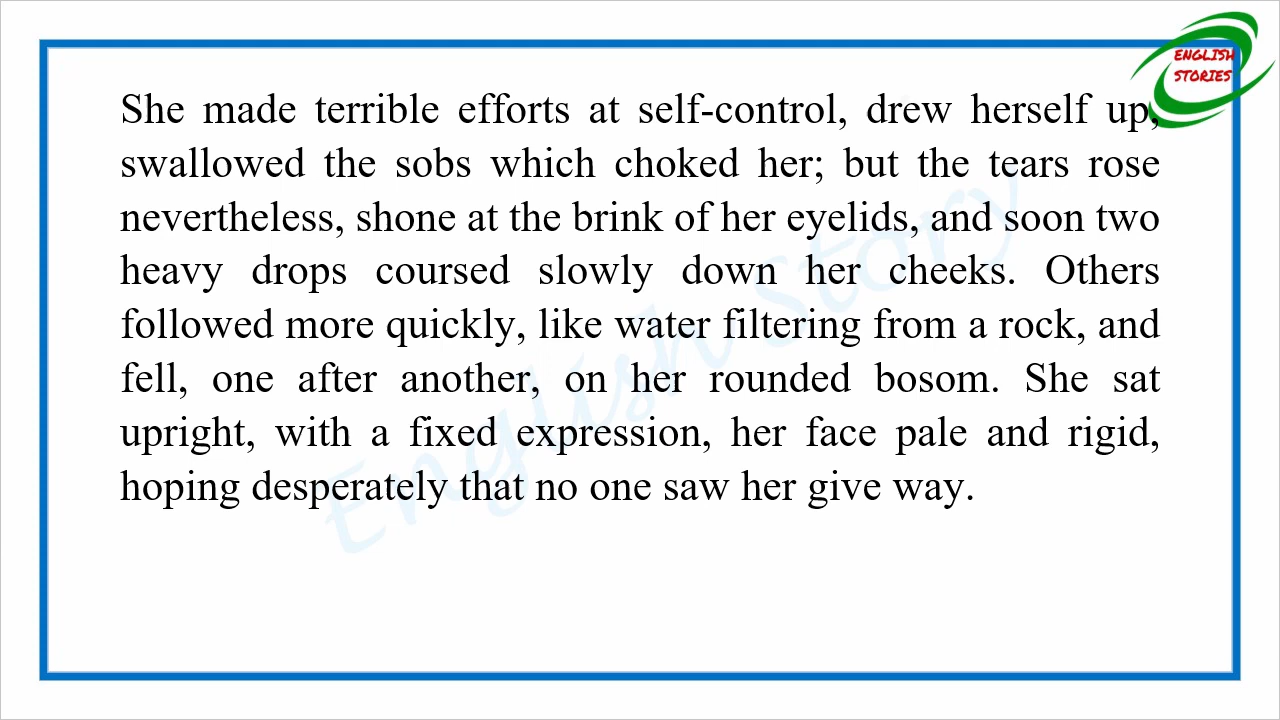 ENGLISH
STORIES
She made terrible efforts at self-control, drew herself up,
swallowed the sobs which choked her; but the tears rose
nevertheless, shone at the brink of her eyelids, and soon two
heavy drops coursed slowly down her cheeks. Others
followed more quickly, like water filtering from a rock, and
fell, one after another, on her rounded bosom. She sat
upright, with a fixed expression, her face pale and rigid,
hoping desperately that no one saw her give way.
English Story